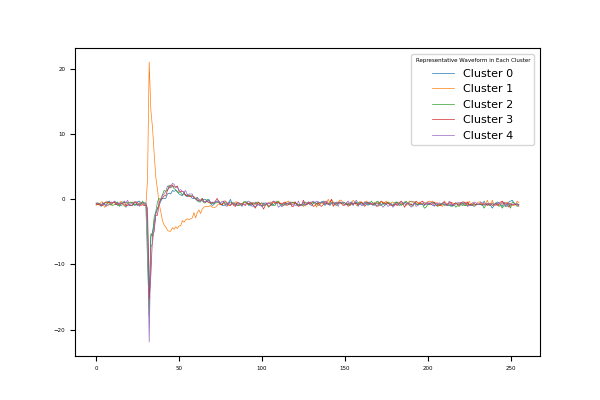 Representative Waveform in Each Cluster
Cluster 0
Cluster 1
Cluster 2
Cluster 3
Cluster 4
20
10
0
−10
−20
0 50 100 150 200 250